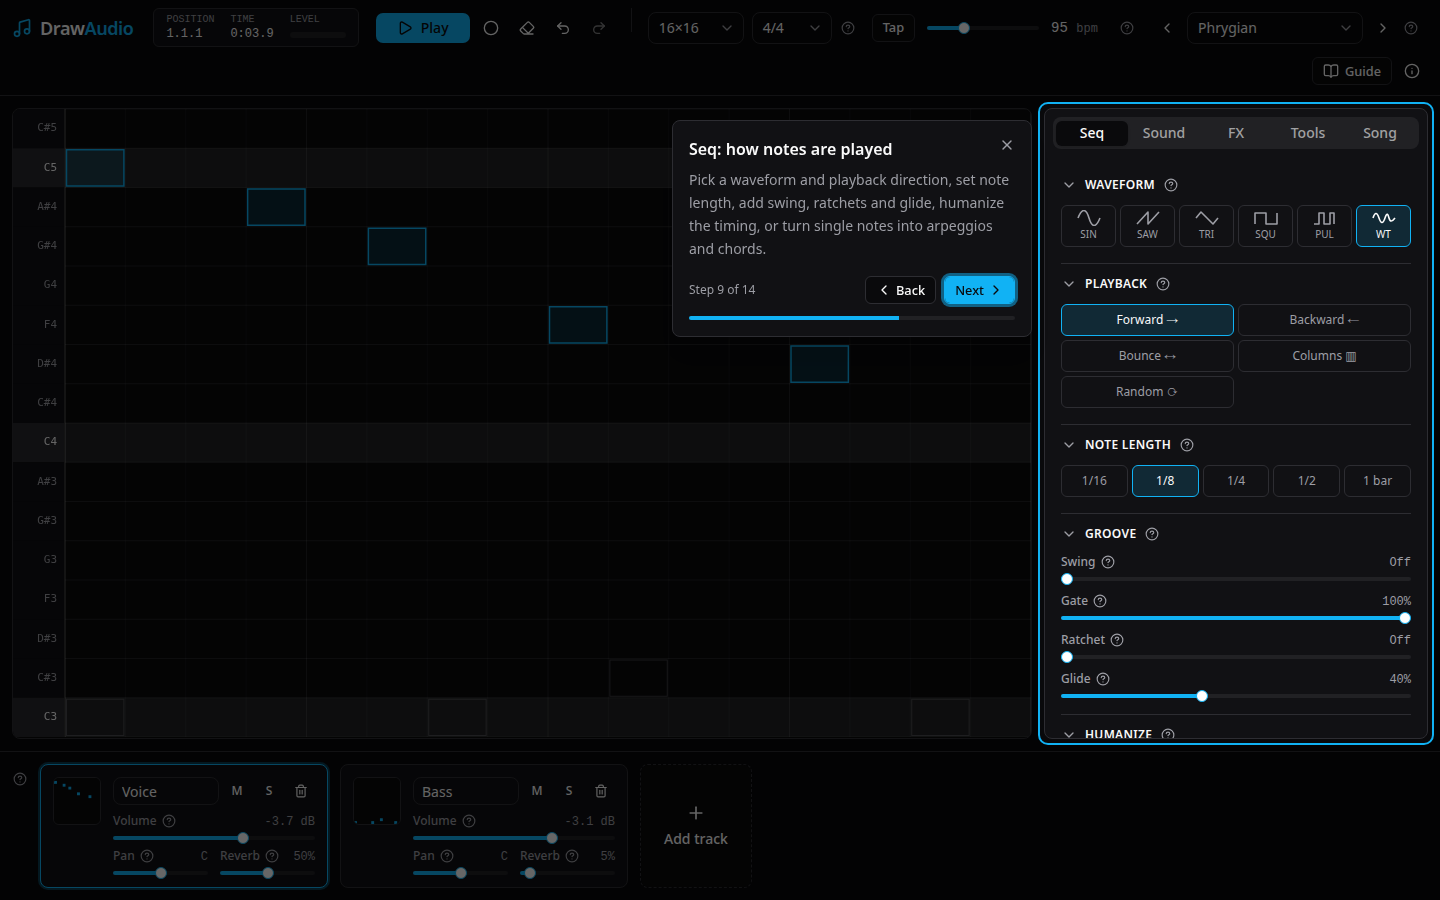 DrawAudio
POSITION
1.1.1
TIME
0:03.9
LEVEL
Play
16×16
4/4
Tap
95 bpm
Phrygian
Guide
C#5
C5
A#4
G#4
G4
F4
D#4
C#4
C4
A#3
G#3
G3
F3
D#3
C#3
C3
Seq: how notes are played
Pick a waveform and playback direction, set note
length, add swing, ratchets and glide, humanize
the timing, or turn single notes into arpeggios
and chords.
Step 9 of 14
Back
Next
Seq
Sound
FX
Tools
Song
WAVEFORM
SIN
SAW
TRI
SQU
PUL
WT
PLAYBACK
Forward →
Backward ←
Bounce ↔
Columns ▥
Random ⟳
NOTE LENGTH
1/16
1/8
1/4
1/2
1 bar
GROOVE
Swing
Off
Gate
100%
Ratchet
Off
Glide
40%
HUMANIZE
Voice
M
S
Volume
-3.7 dB
Pan
C
Reverb
50%
Bass
M
S
Volume
-3.1 dB
Pan
C
Reverb
5%
Add track